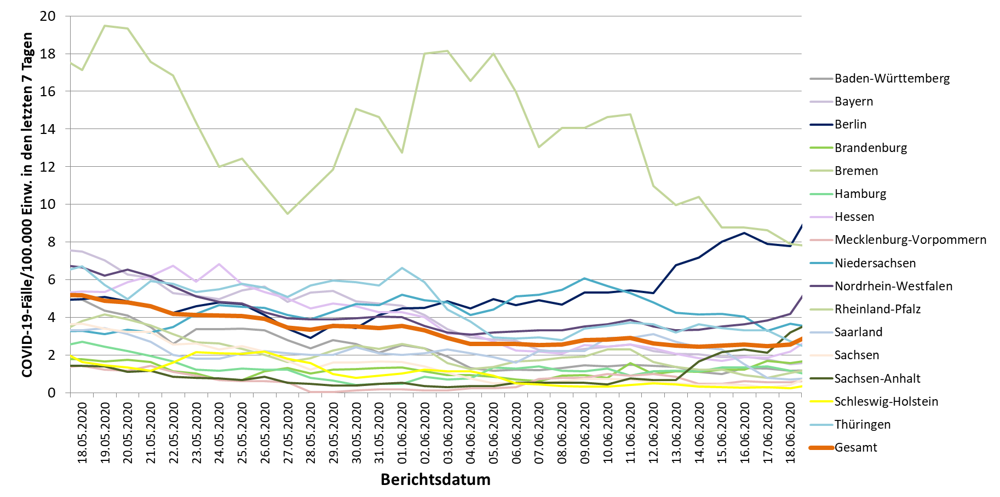 COVID-19-Fälle/100.000 Einw. in den letzten 7 Tagen
20
18
16
14
12
10
8
6
4
2
0
18.05.2020
19.05.2020
20.05.2020
21.05.2020
22.05.2020
23.05.2020
24.05.2020
25.05.2020
26.05.2020
27.05.2020
28.05.2020
29.05.2020
30.05.2020
31.05.2020
01.06.2020
02.06.2020
03.06.2020
04.06.2020
05.06.2020
06.06.2020
07.06.2020
08.06.2020
09.06.2020
10.06.2020
11.06.2020
12.06.2020
13.06.2020
14.06.2020
15.06.2020
16.06.2020
17.06.2020
18.06.2020
Berichtsdatum
Baden-Württemberg
Bayern
Berlin
Brandenburg
Bremen
Hamburg
Hessen
Mecklenburg-Vorpommern
Niedersachsen
Nordrhein-Westfalen
Rheinland-Pfalz
Saarland
Sachsen
Sachsen-Anhalt
Schleswig-Holstein
Thüringen
Gesamt